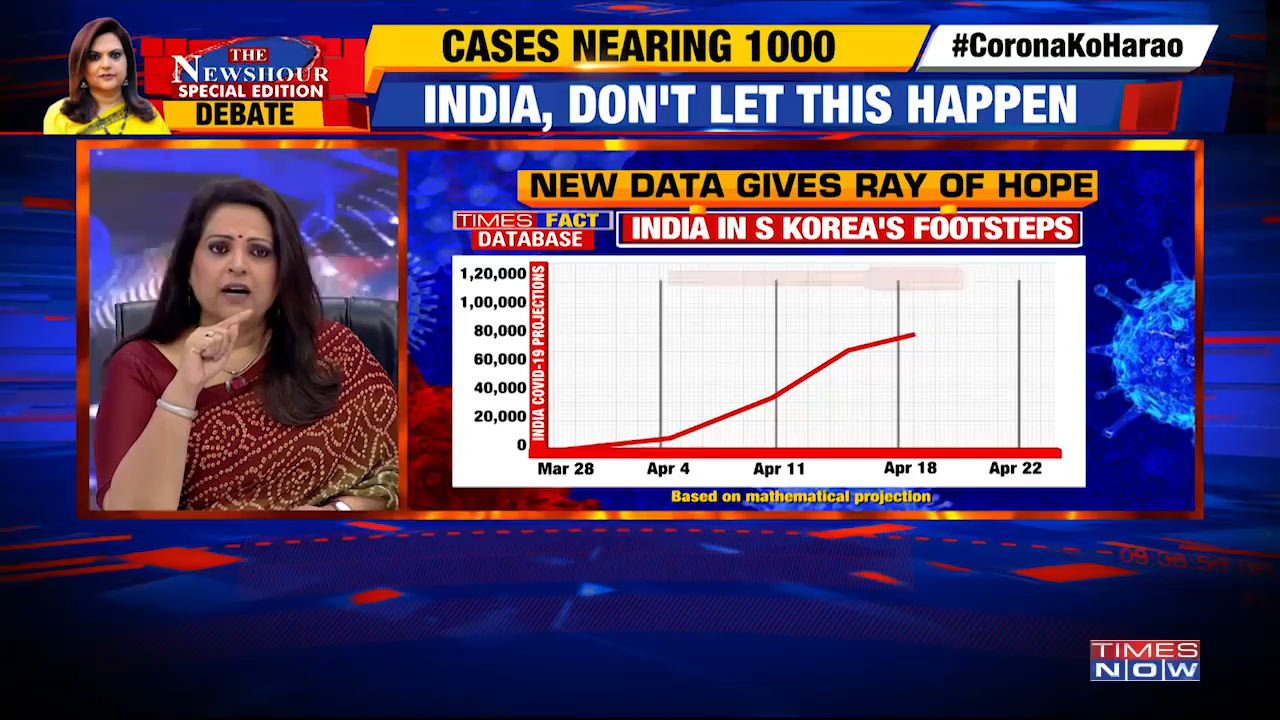 THE
NEWSHOUR
SPECIAL EDITION
DEBATE
CASES NEARING 1000
#CoronaKoHarao
INDIA, DON'T LET THIS HAPPEN
NEW DATA GIVES RAY OF HOPE
TIMES FACT
DATABASE
INDIA IN S KOREA'S FOOTSTEPS
INDIA COVID-19 PROJECTIONS
1,20,000
1,00,000
80,000
60,000
40,000
20,000
0
Mar 28 Apr 4 Apr 11 Apr 18 Apr 22
Based on mathematical projection
TIMES
NOW